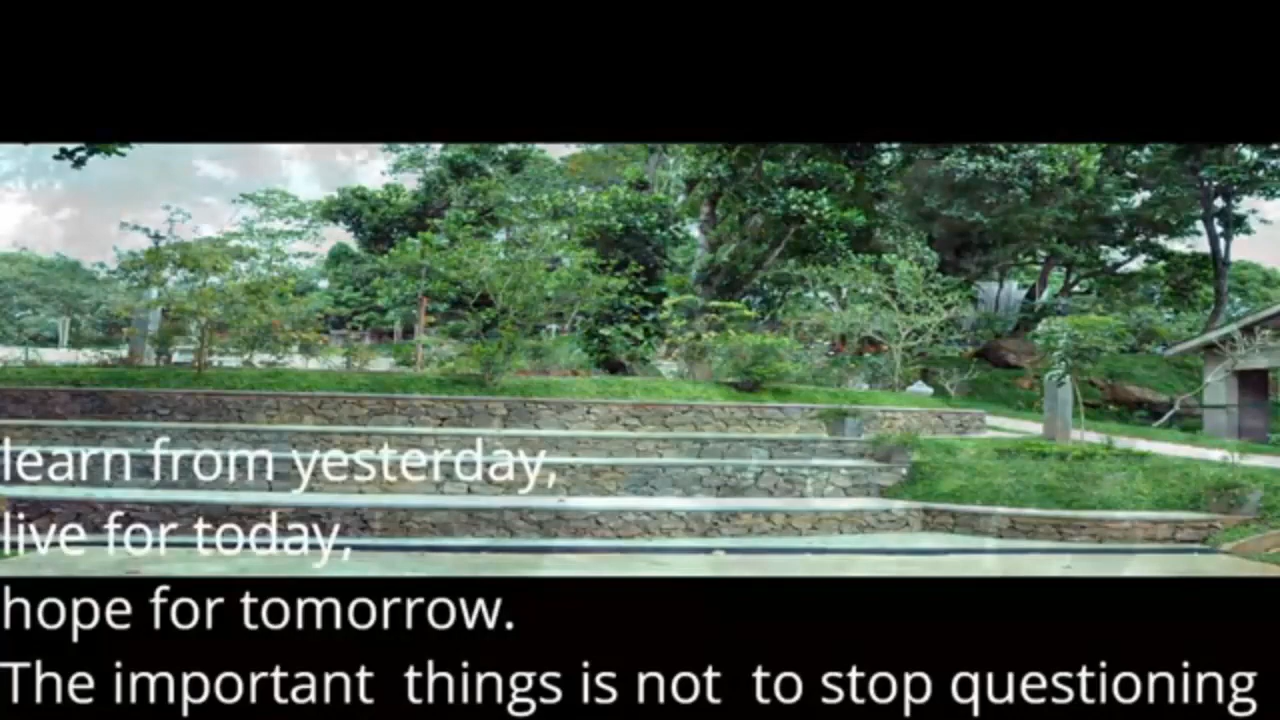 learn from yesterday,
live for today,
hope for tomorrow.
The important things is not to stop questioning